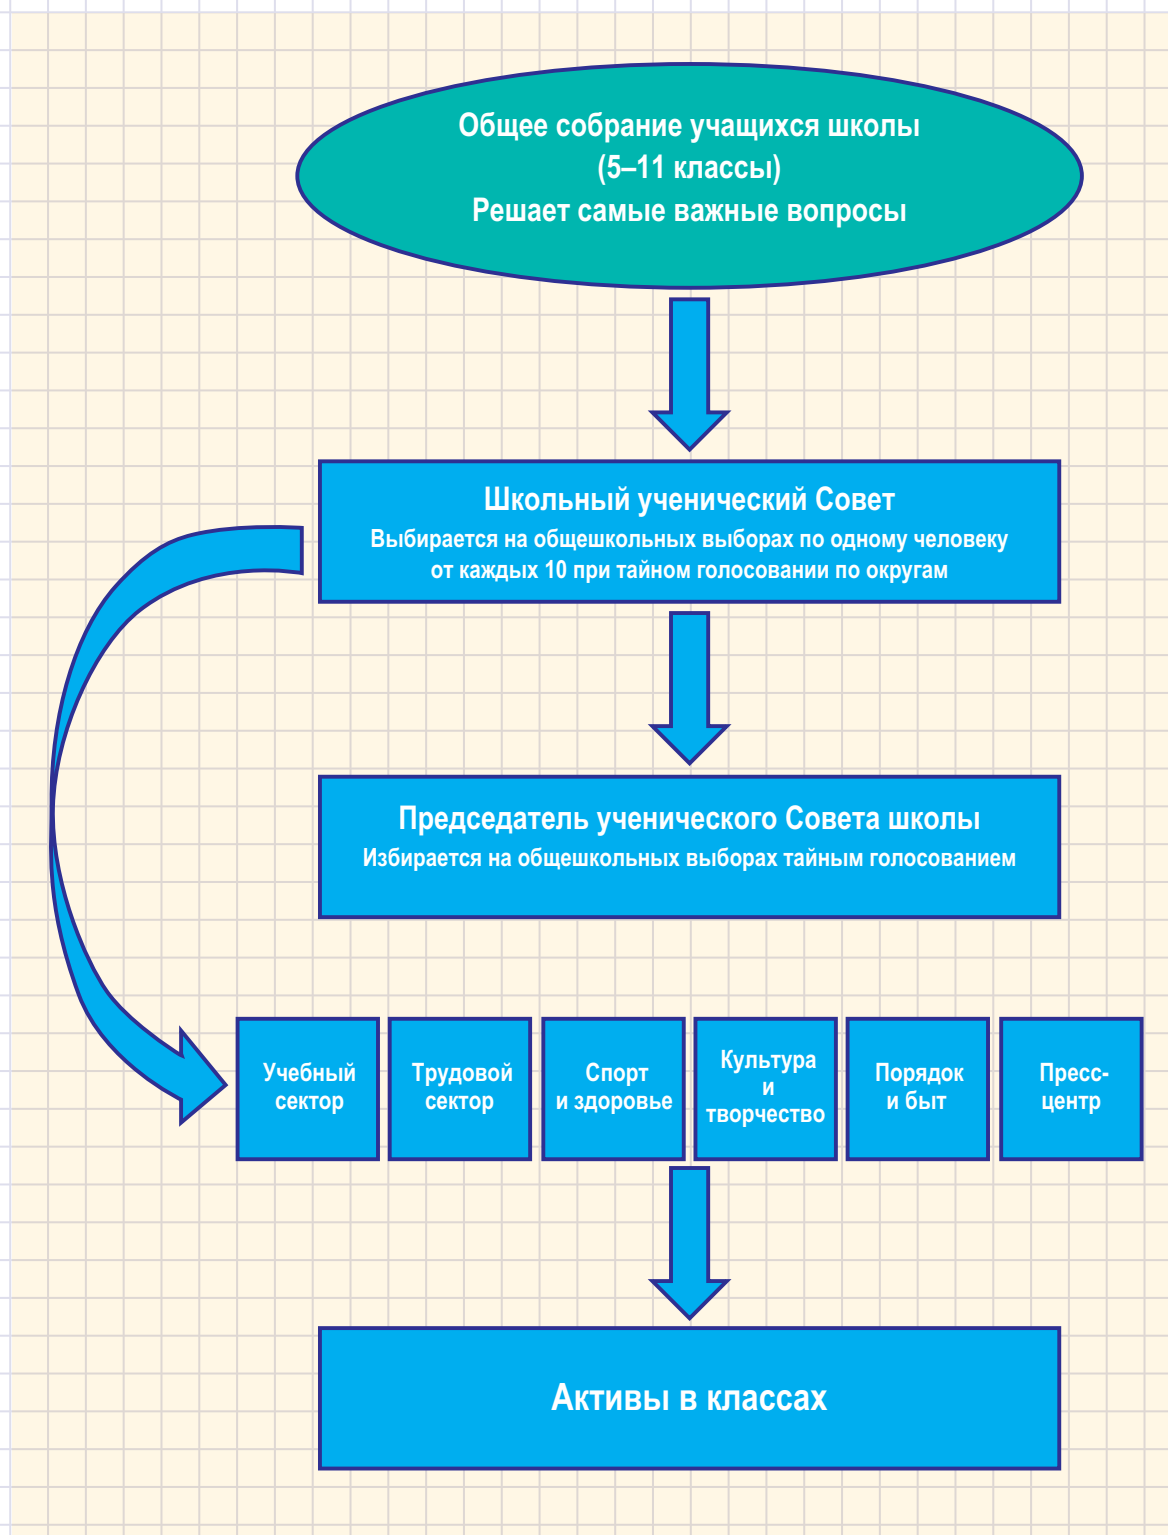 Общее собрание учащихся школы
(5–11 классы)
Решает самые важные вопросы
Школьный ученический Совет
Выбирается на общешкольных выборах по одному человеку
от каждых 10 при тайном голосовании по округам
Председатель ученического Совета школы
Избирается на общешкольных выборах тайным голосованием
Учебный
сектор
Трудовой
сектор
Спорт
и здоровье
Культура
и
творчество
Порядок
и быт
Пресс-
центр
Активы в классах